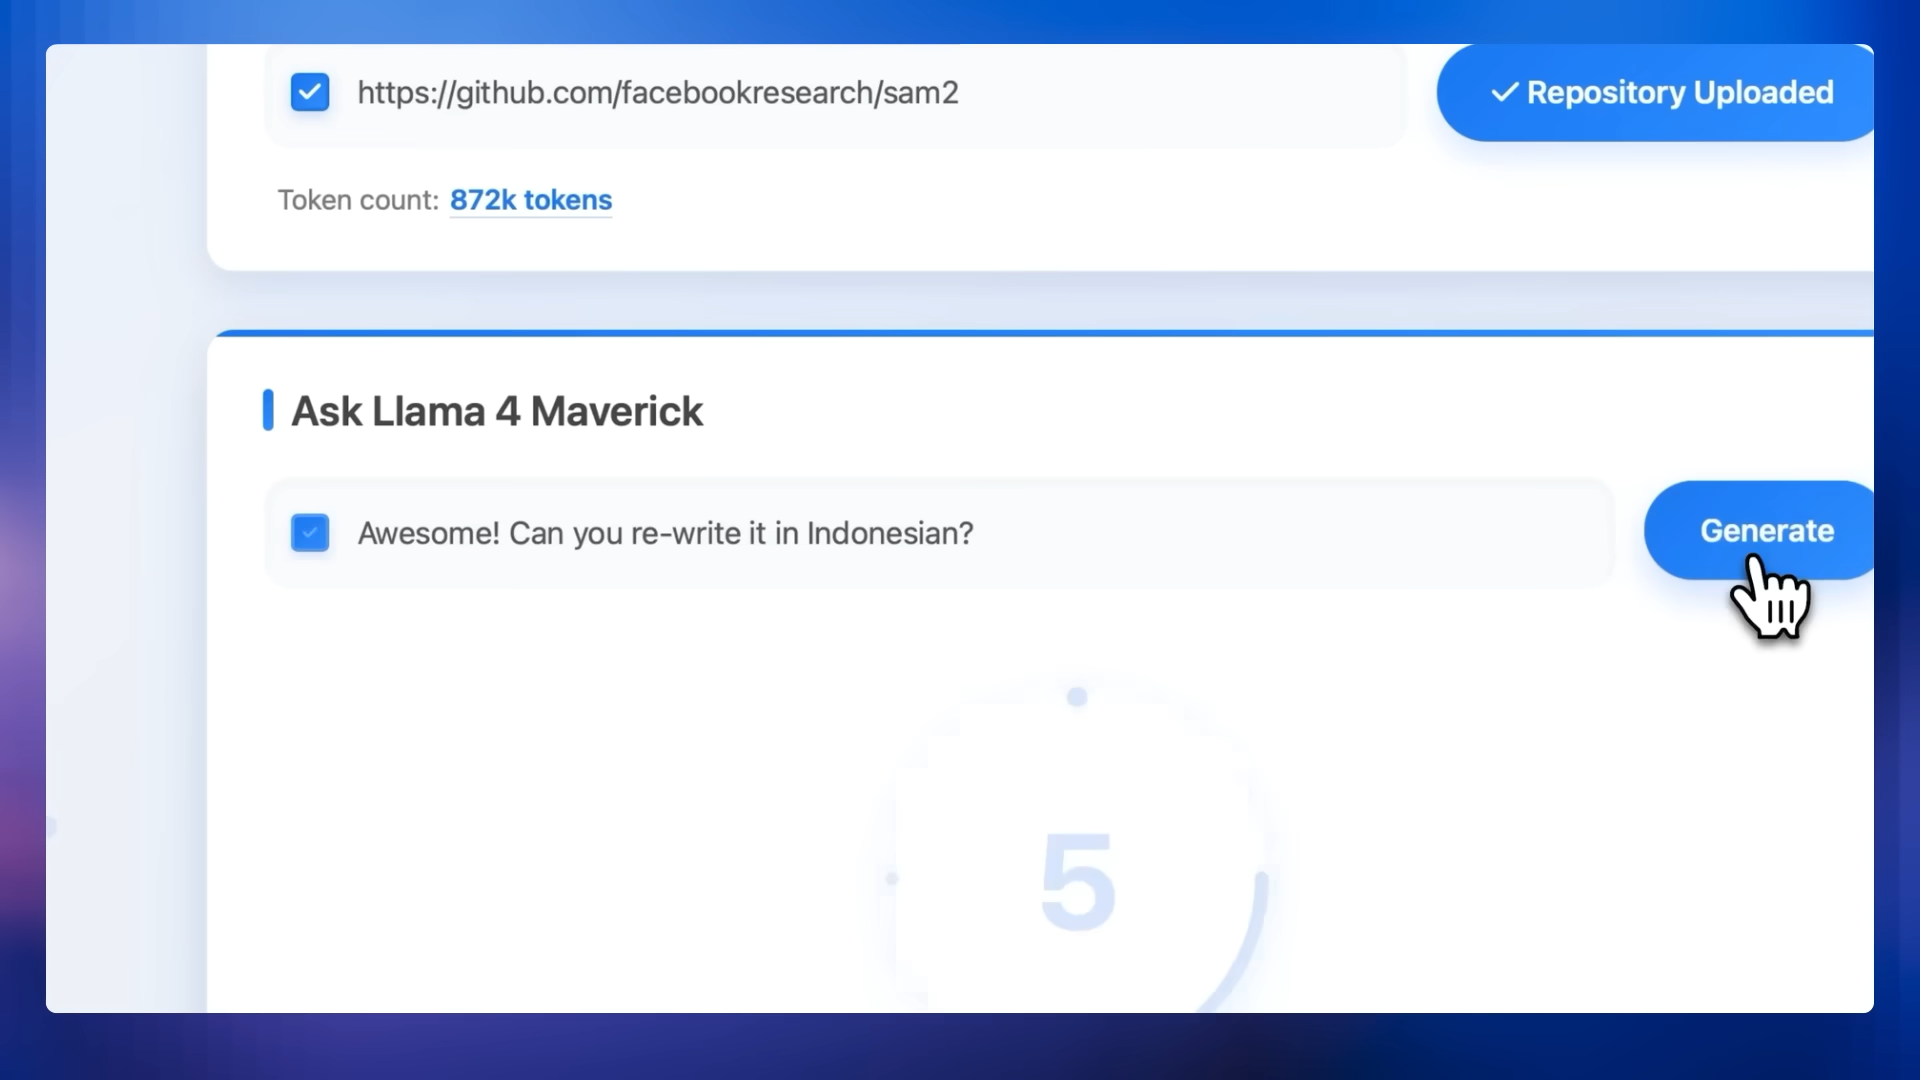 https://github.com/facebookresearch/sam2
Repository Uploaded
Token count: 872k tokens
Ask Llama 4 Maverick
Awesome! Can you re-write it in Indonesian?
Generate
5